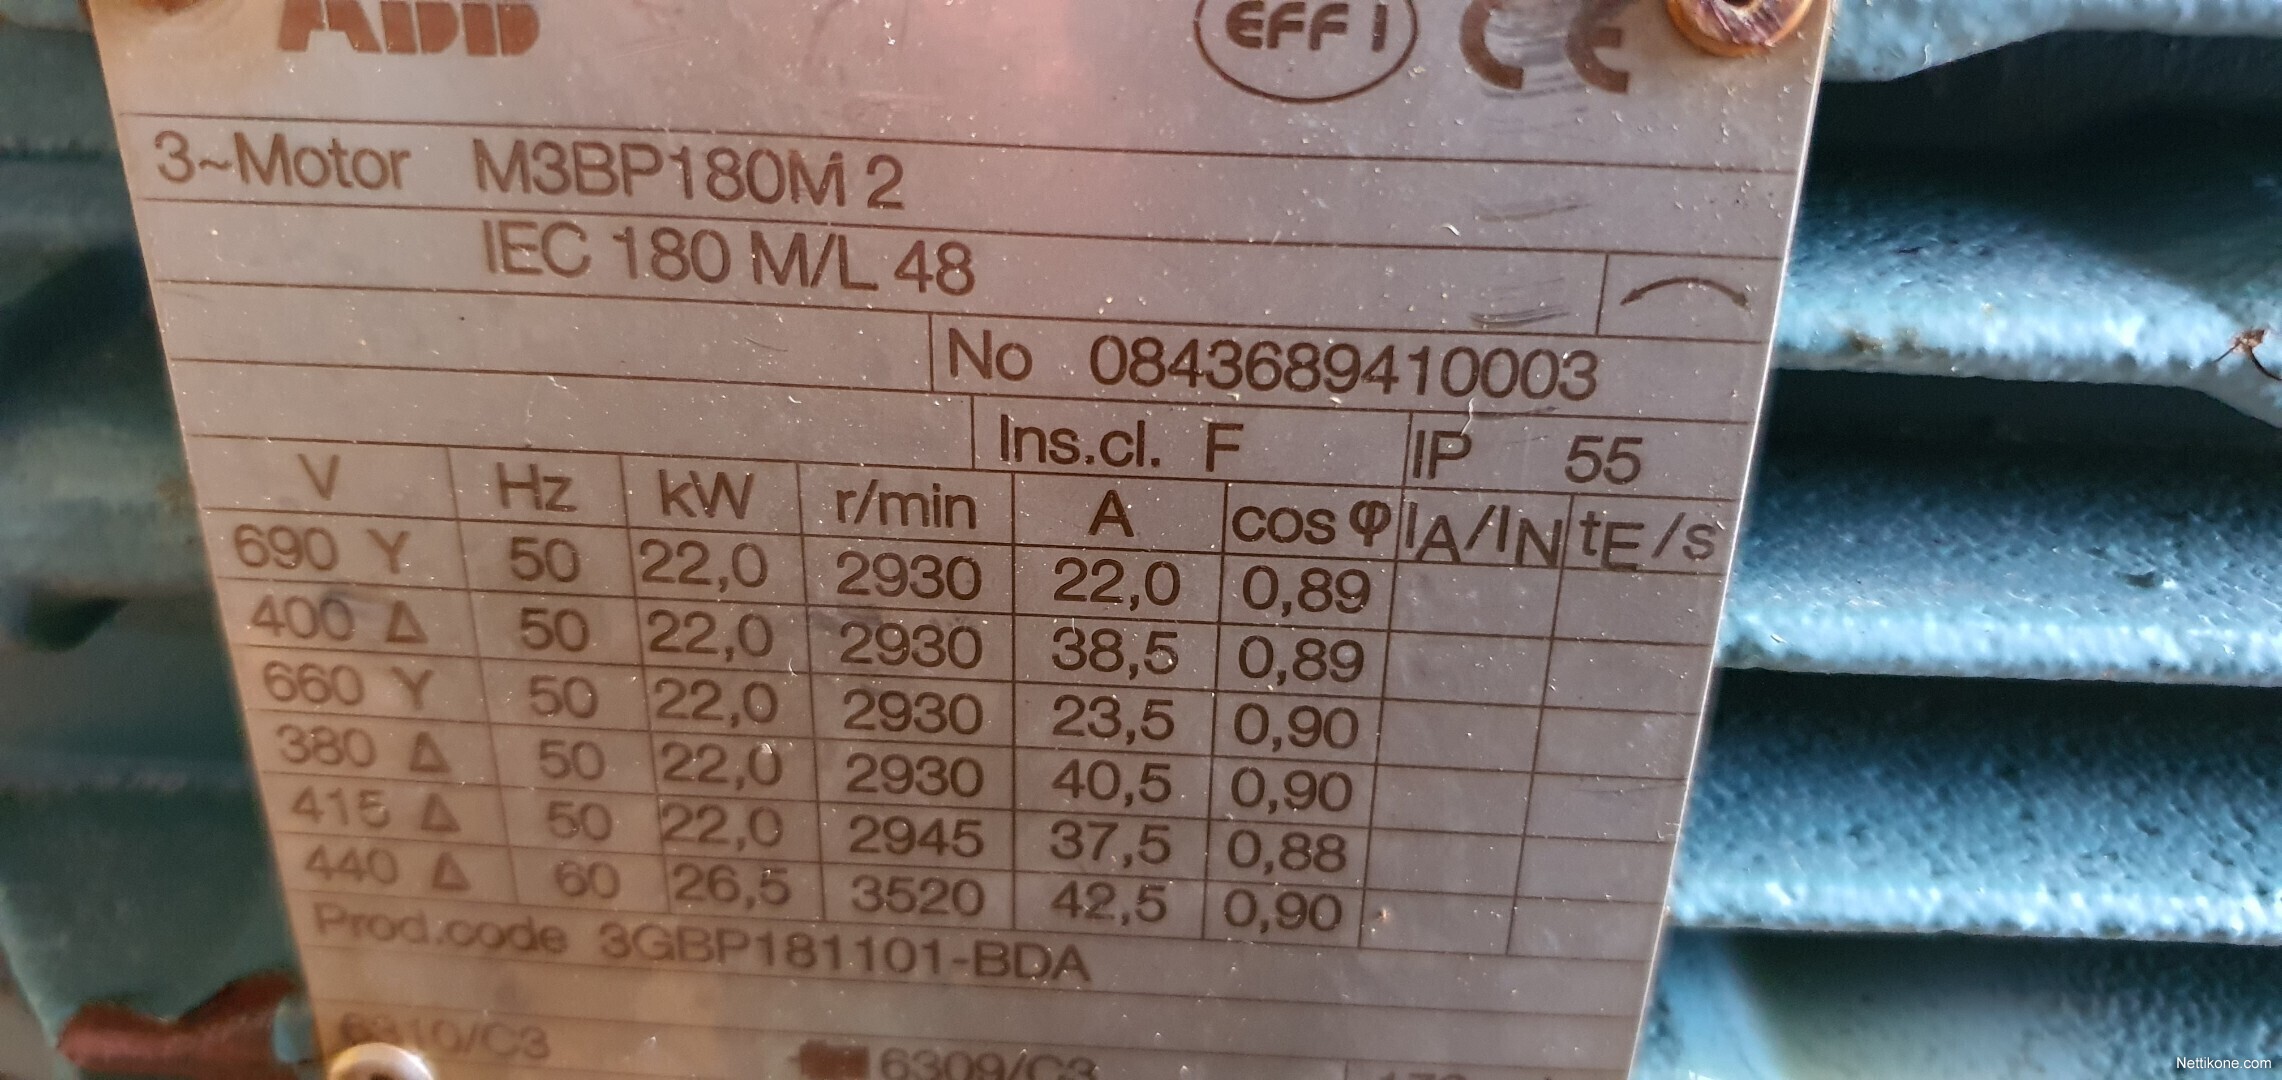 ABB EFF 1 CE
3~Motor M3BP180M 2
IEC 180 M/L 48
No 0843689410003
Ins.cl. F IP 55
V Hz kW r/min A cos φ IA/IN tE/s
690 Y 50 22,0 2930 22,0 0,89
400 Δ 50 22,0 2930 38,5 0,89
660 Y 50 22,0 2930 23,5 0,90
380 Δ 50 22,0 2930 40,5 0,90
415 Δ 50 22,0 2945 37,5 0,88
440 Δ 60 26,5 3520 42,5 0,90
Prod.code 3GBP181101-BDA
6310/C3 6309/C3
Nettikone.com